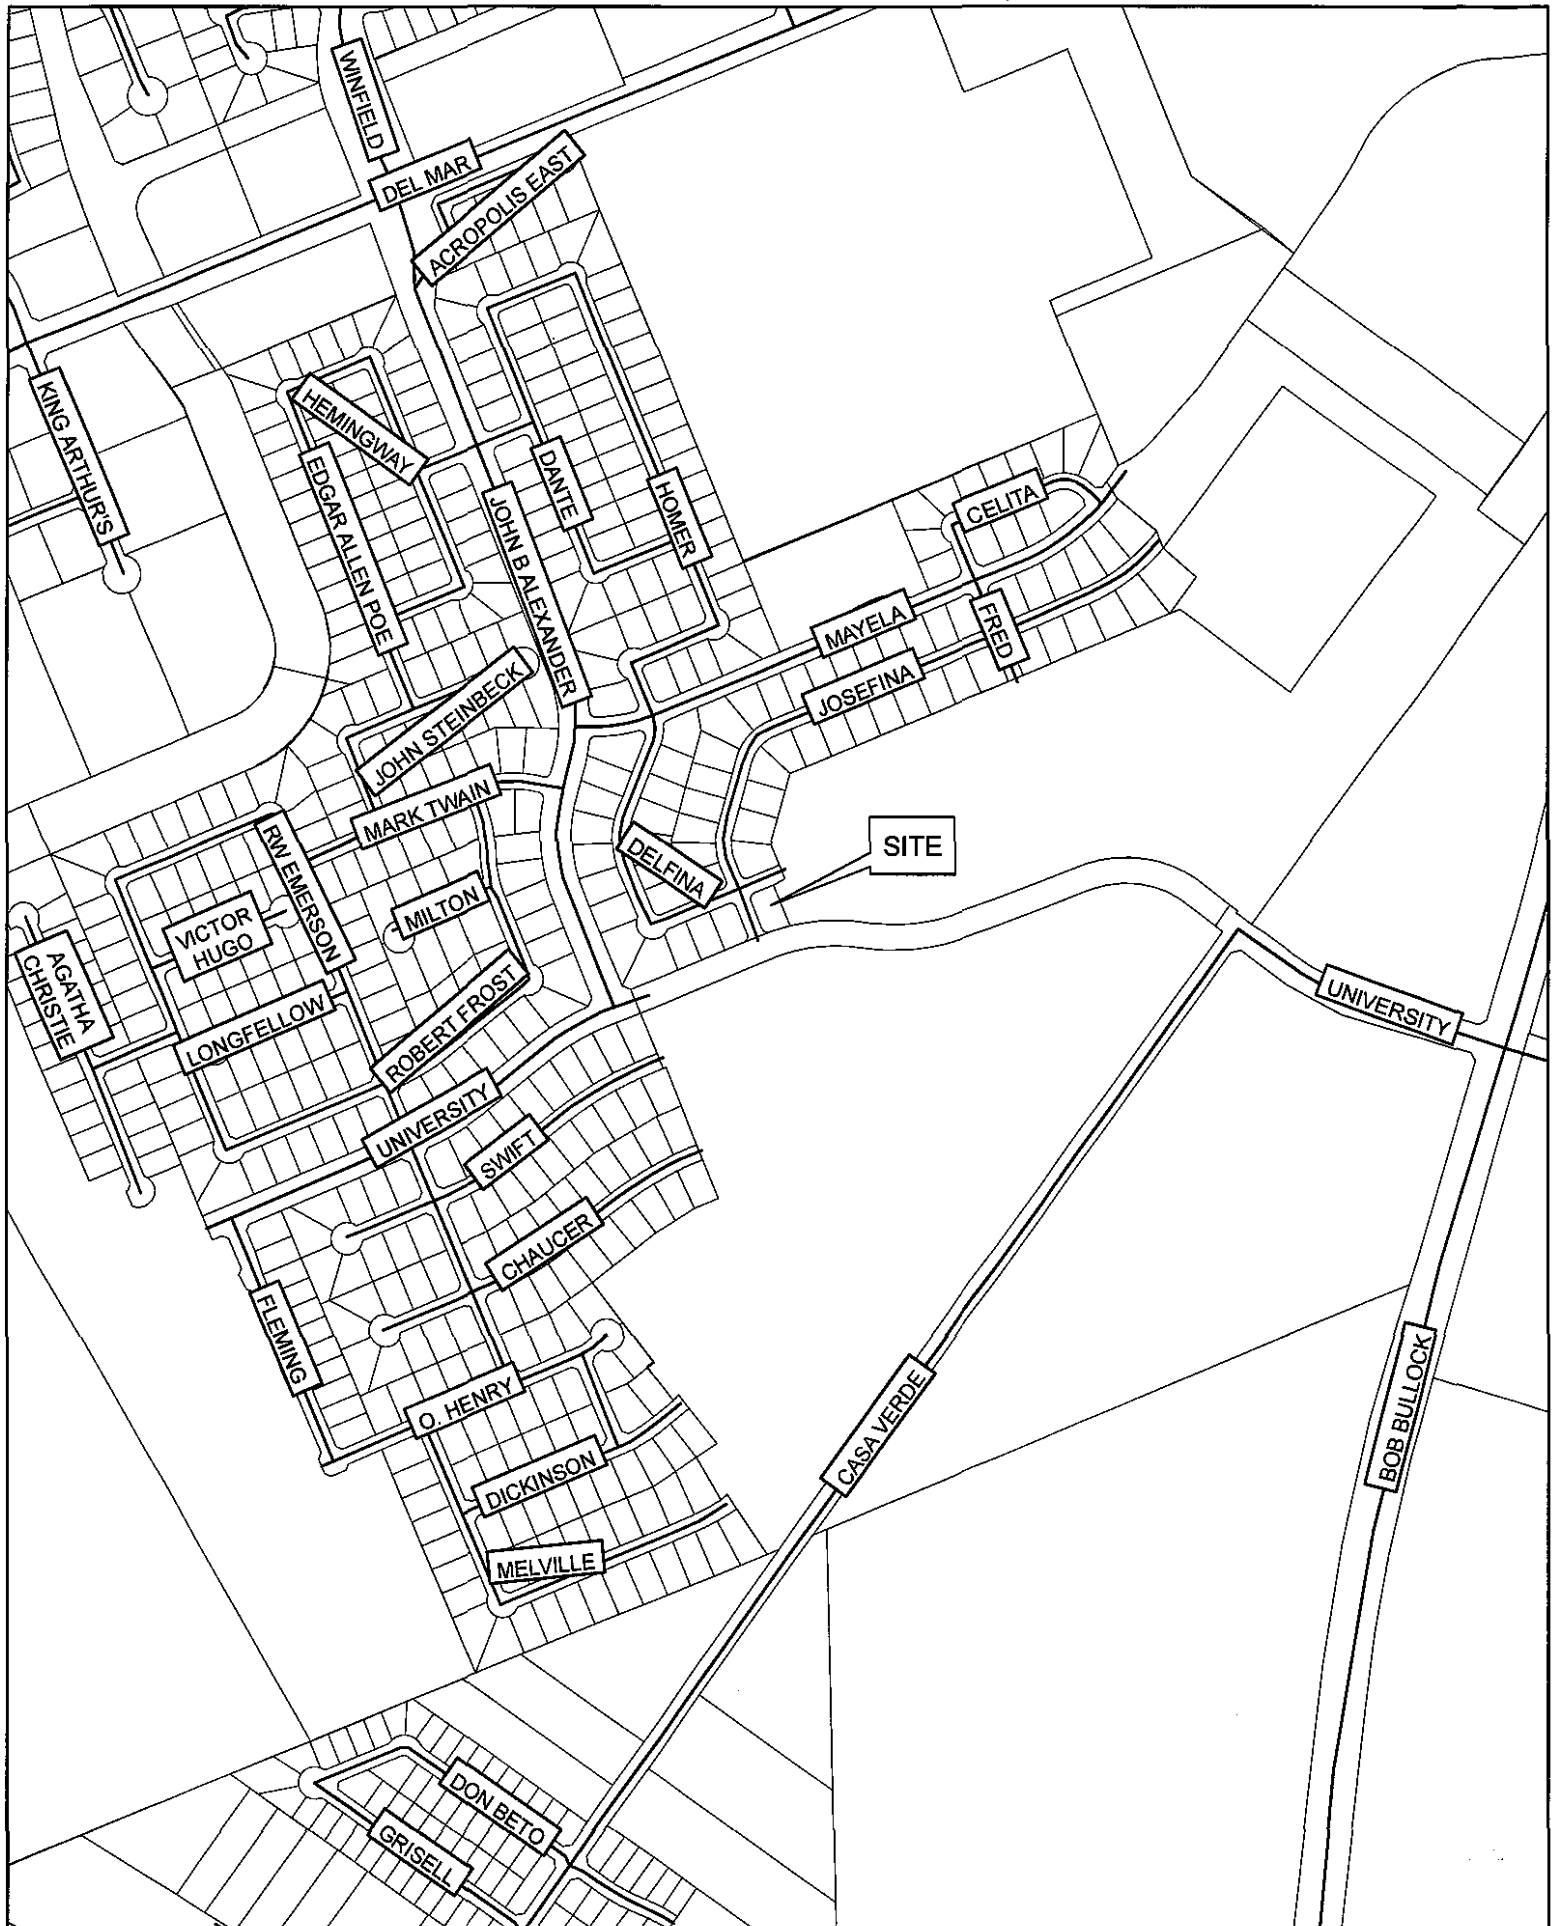 WINFIELD
DEL MAR
ACROPOLIS EAST
KING ARTHUR'S
HEMINGWAY
EDGAR ALLEN POE
DANTE
HOMER
JOHN B ALEXANDER
CELITA
MAYELA
FRED
JOSEFINA
JOHN STEINBECK
MARK TWAIN
RW EMERSON
DELFINA
SITE
MILTON
VICTOR
HUGO
AGATHA
CHRISTIE
LONGFELLOW
ROBERT FROST
UNIVERSITY
UNIVERSITY
SWIFT
CHAUCER
FLEMING
O. HENRY
DICKINSON
MELVILLE
CASA VERDE
BOB BULLOCK
DON BETO
GRISELL